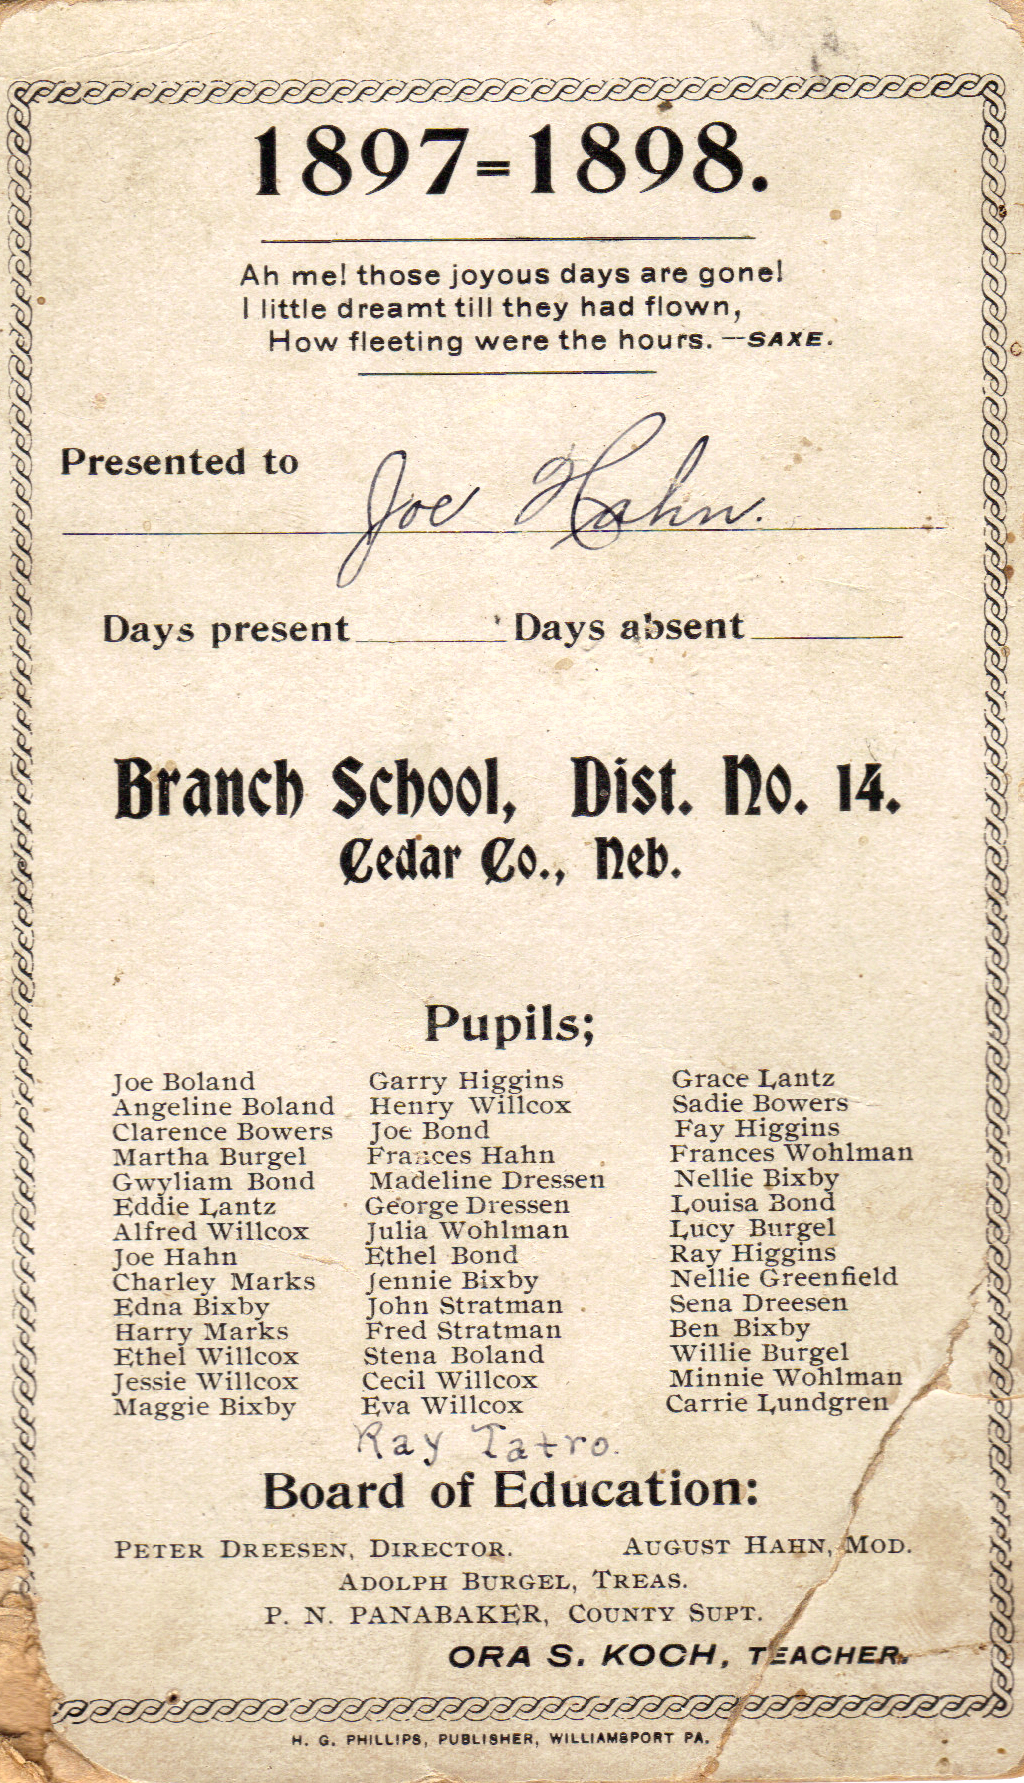 1897=1898.
Ah me! those joyous days are gone!
I little dreamt till they had flown,
How fleeting were the hours. —SAXE.
Presented to Joe Hahn.
Days present Days absent
Branch School, Dist. No. 14.
Cedar Co., Neb.
Pupils;
Joe Boland
Angeline Boland
Clarence Bowers
Martha Burgel
Gwyliam Bond
Eddie Lantz
Alfred Willcox
Joe Hahn
Charley Marks
Edna Bixby
Harry Marks
Ethel Willcox
Jessie Willcox
Maggie Bixby
Garry Higgins
Henry Willcox
Joe Bond
Frances Hahn
Madeline Dressen
George Dressen
Julia Wohlman
Ethel Bond
Jennie Bixby
John Stratman
Fred Stratman
Stena Boland
Cecil Willcox
Eva Willcox
Ray Tatro.
Grace Lantz
Sadie Bowers
Fay Higgins
Frances Wohlman
Nellie Bixby
Louisa Bond
Lucy Burgel
Ray Higgins
Nellie Greenfield
Sena Dreesen
Ben Bixby
Willie Burgel
Minnie Wohlman
Carrie Lundgren
Board of Education:
PETER DREESEN, DIRECTOR. AUGUST HAHN, MOD.
ADOLPH BURGEL, TREAS.
P. N. PANABAKER, COUNTY SUPT.
ORA S. KOCH, TEACHER.
H. G. PHILLIPS, PUBLISHER, WILLIAMSPORT PA.